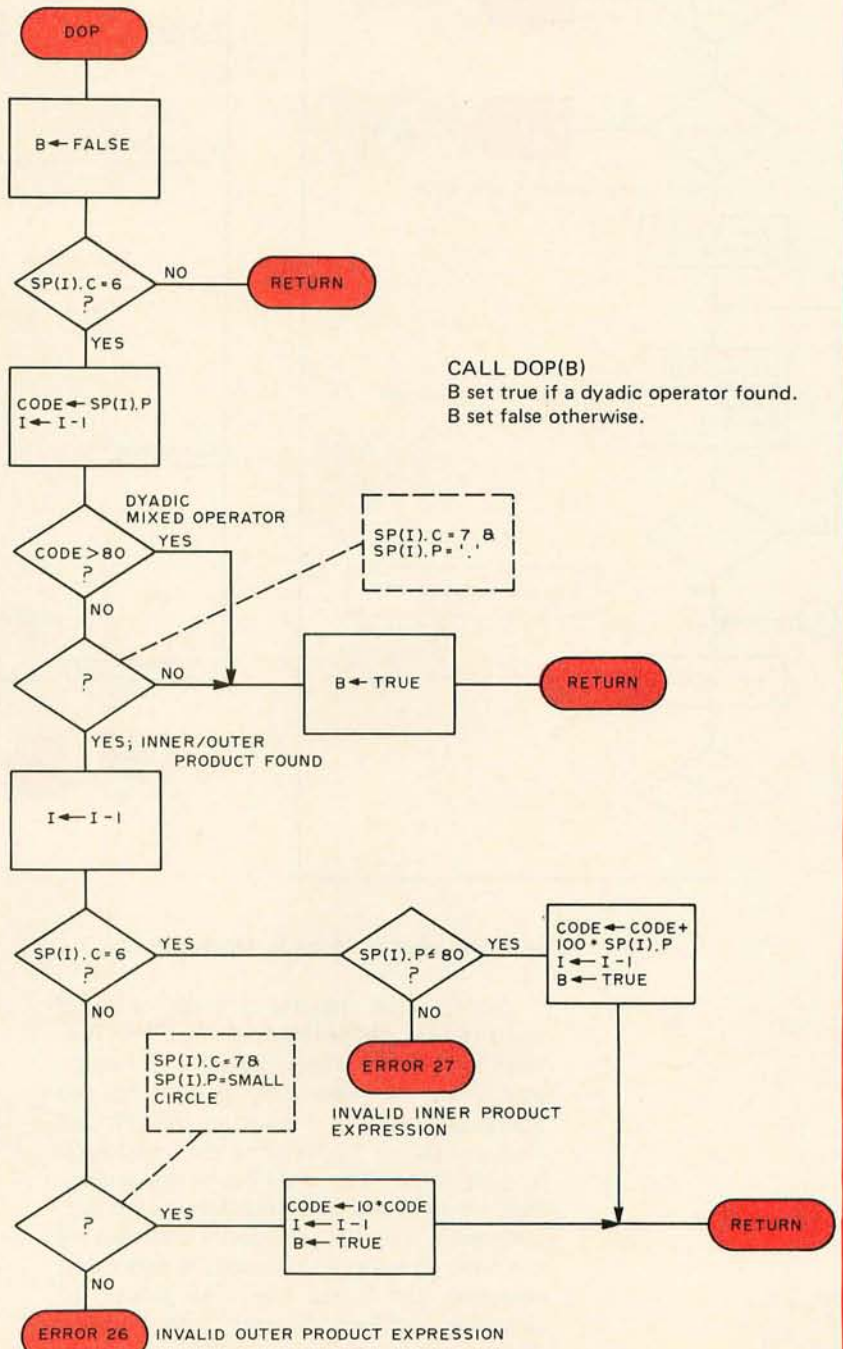 DOP
B ← FALSE
SP(I).C = 6
?
NO
RETURN
YES
CALL DOP(B)
B set true if a dyadic operator found.
B set false otherwise.
CODE ← SP(I).P
I ← I - 1
DYADIC
MIXED OPERATOR
SP(I).C = 7 &
SP(I).P = '.'
CODE > 80
?
YES
NO
?
NO
B ← TRUE
RETURN
YES; INNER/OUTER
PRODUCT FOUND
I ← I - 1
SP(I).C = 6
?
YES
SP(I).P ≤ 80
?
YES
CODE ← CODE +
100 * SP(I).P
I ← I - 1
B ← TRUE
NO
NO
ERROR 27
INVALID INNER PRODUCT
EXPRESSION
SP(I).C = 7 &
SP(I).P = SMALL
CIRCLE
?
YES
CODE ← 10 * CODE
I ← I - 1
B ← TRUE
RETURN
NO
ERROR 26
INVALID OUTER PRODUCT EXPRESSION